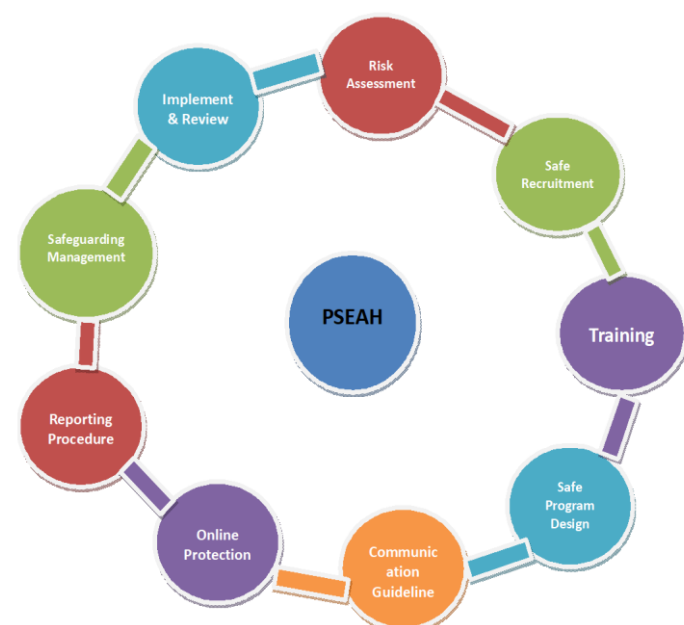 Risk
Assessment
Implement
& Review
Safe
Recruitment
Safeguarding
Management
PSEAH
Training
Reporting
Procedure
Safe
Program
Design
Online
Protection
Communic
ation
Guideline